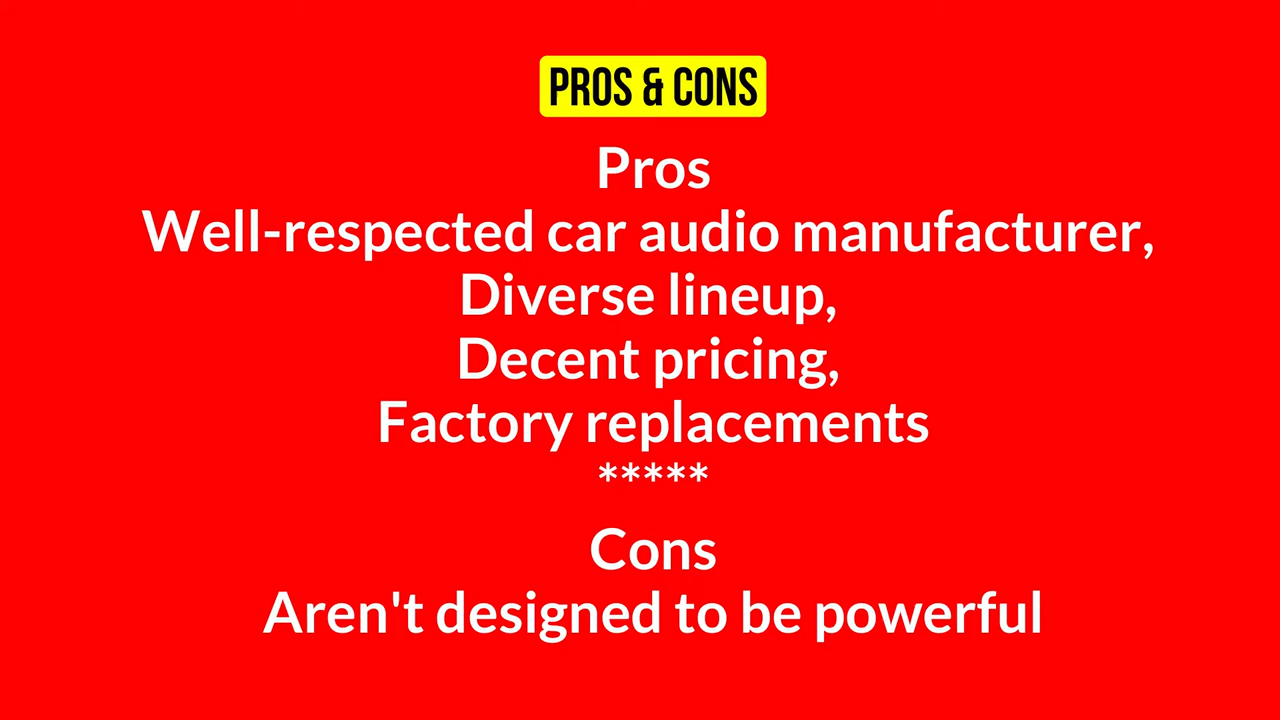 PROS & CONS
Pros
Well-respected car audio manufacturer,
Diverse lineup,
Decent pricing,
Factory replacements
*****
Cons
Aren't designed to be powerful